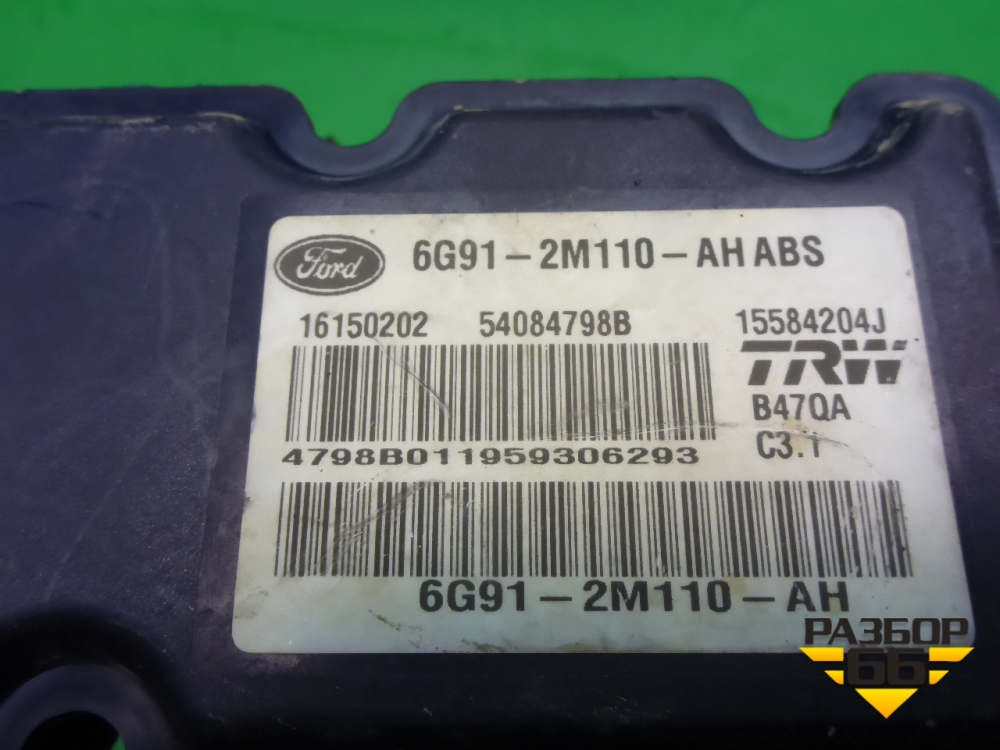 Ford 6G91-2M110-AH ABS
16150202 54084798B 15584204J
TRW
B47QA
4798B011959306293 C3.1
6G91-2M110-AH
РАЗБОР
66